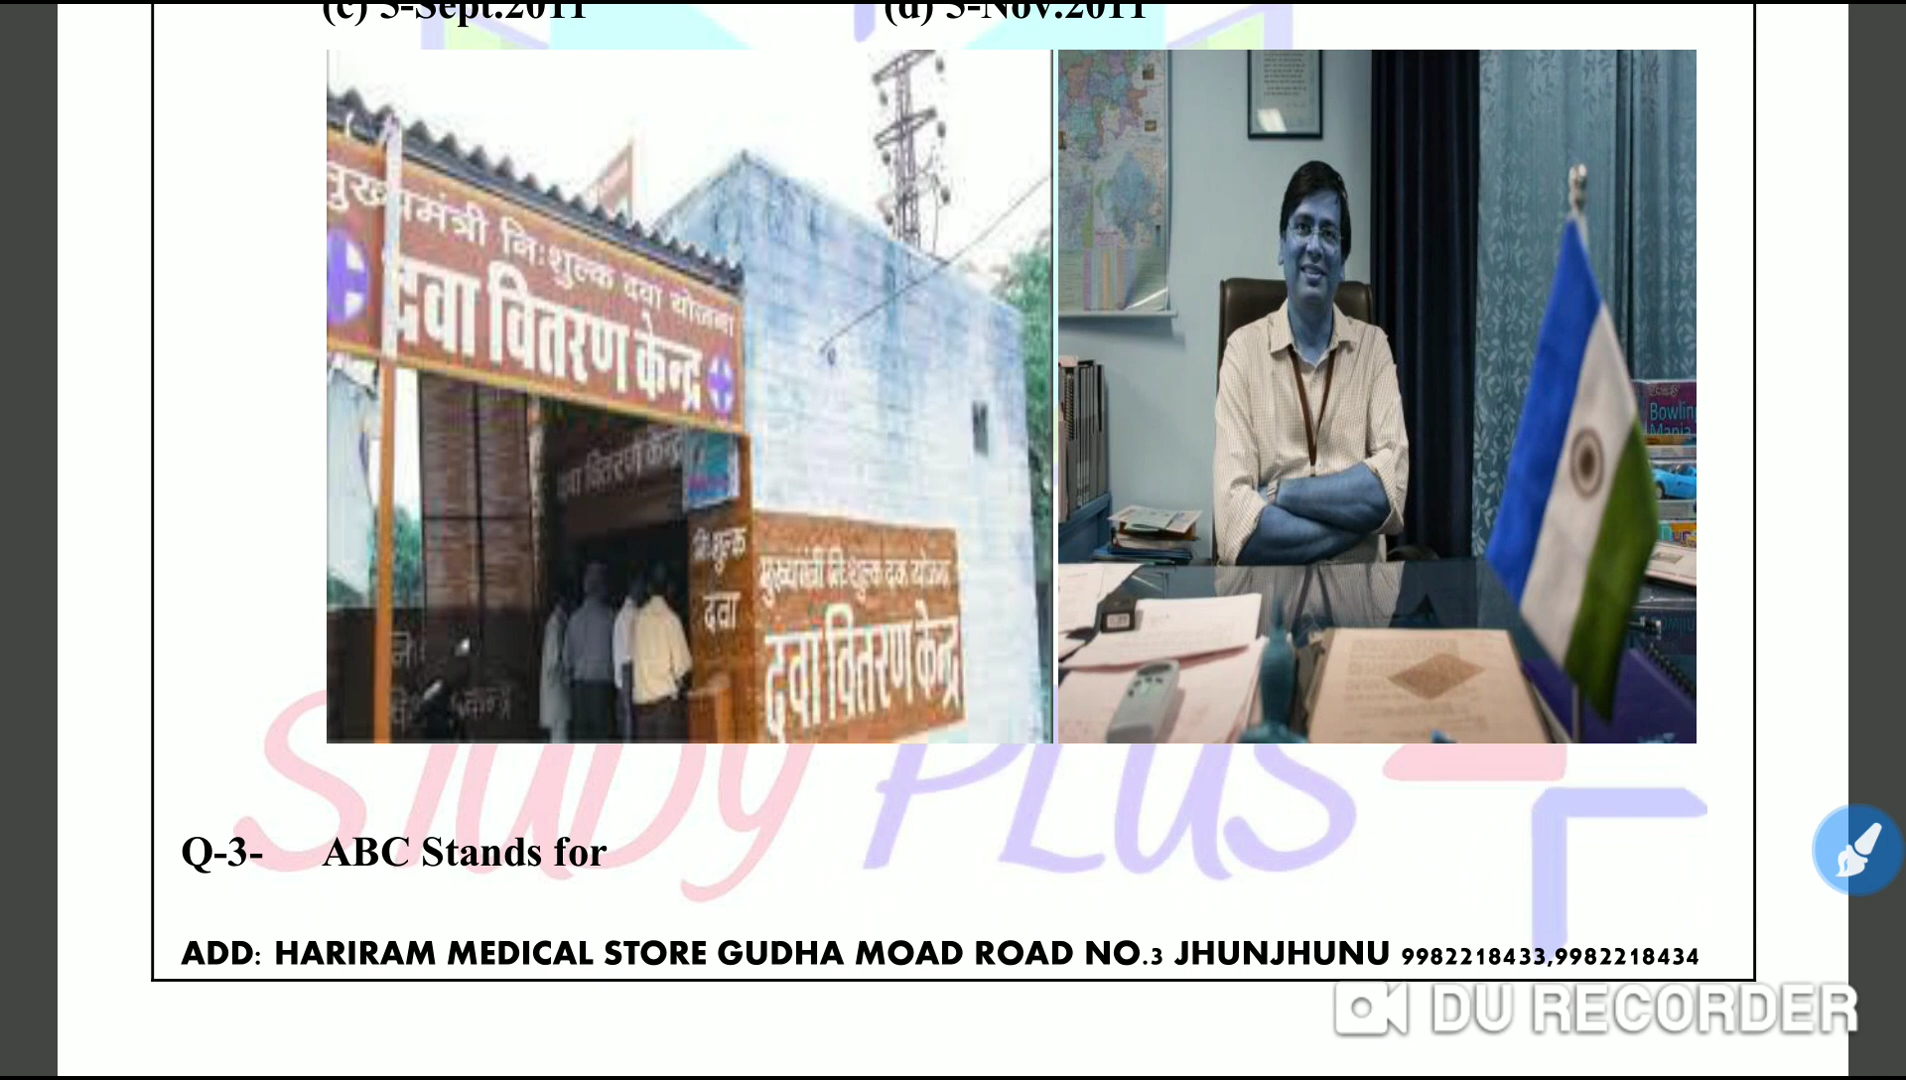 (c) 5-Sept.2011 (d) 5-Nov.2011
मुख्यमंत्री निःशुल्क दवा योजना
दवा वितरण केन्द्र
दवा वितरण केन्द्र
निःशुल्क
दवा
मुख्यमंत्री निःशुल्क दवा योजना
दवा वितरण केन्द्र
Bowlin
Mania
STUDY PLUS
Q-3- ABC Stands for
ADD: HARIRAM MEDICAL STORE GUDHA MOAD ROAD NO.3 JHUNJHUNU 9982218433,9982218434
DU RECORDER